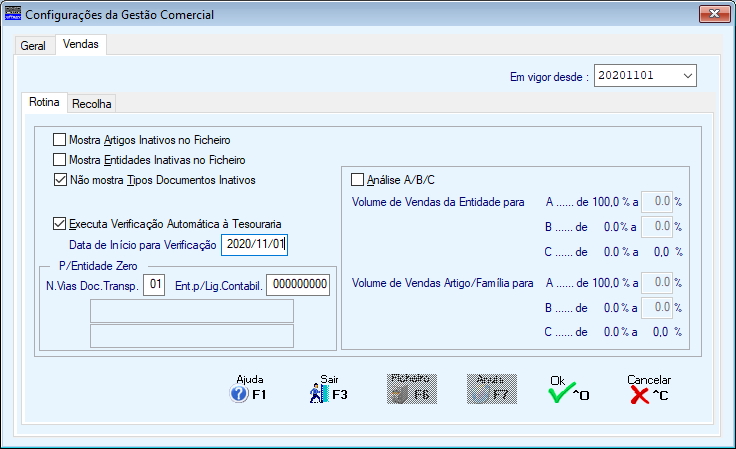 Configurações da Gestão Comercial
Geral Vendas
Em vigor desde : 20201101
Rotina Recolha
Mostra Artigos Inativos no Ficheiro
Mostra Entidades Inativas no Ficheiro
Não mostra Tipos Documentos Inativos
Executa Verificação Automática à Tesouraria
Data de Início para Verificação 2020/11/01
P/Entidade Zero
N.Vias Doc.Transp. 01 Ent.p/Lig.Contabil. 000000000
Análise A/B/C
Volume de Vendas da Entidade para A ...... de 100,0 % a 0.0 %
B ...... de 0.0 % a 0.0 %
C ...... de 0.0 % a 0,0 %
Volume de Vendas Artigo/Família para A ...... de 100,0 % a 0.0 %
B ...... de 0.0 % a 0.0 %
C ...... de 0.0 % a 0,0 %
Ajuda F1
Sair F3
Ficheiro F6
Anula F7
Ok ^O
Cancelar ^C